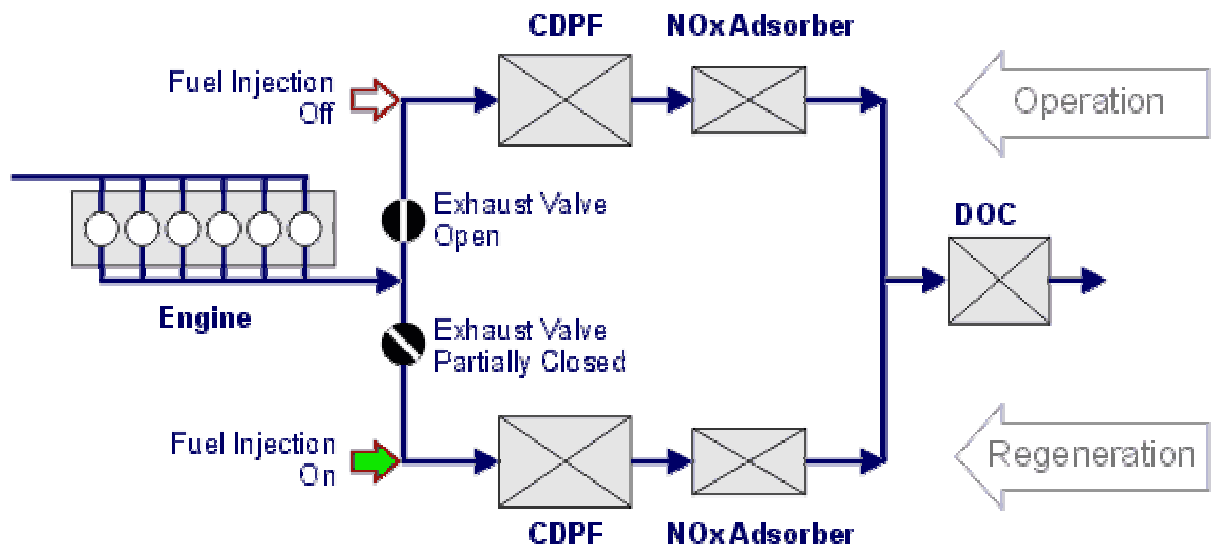 CDPF
NOx Adsorber
Fuel Injection
Off
Operation
Exhaust Valve
Open
DOC
Engine
Exhaust Valve
Partially Closed
Fuel Injection
On
Regeneration
CDPF
NOx Adsorber